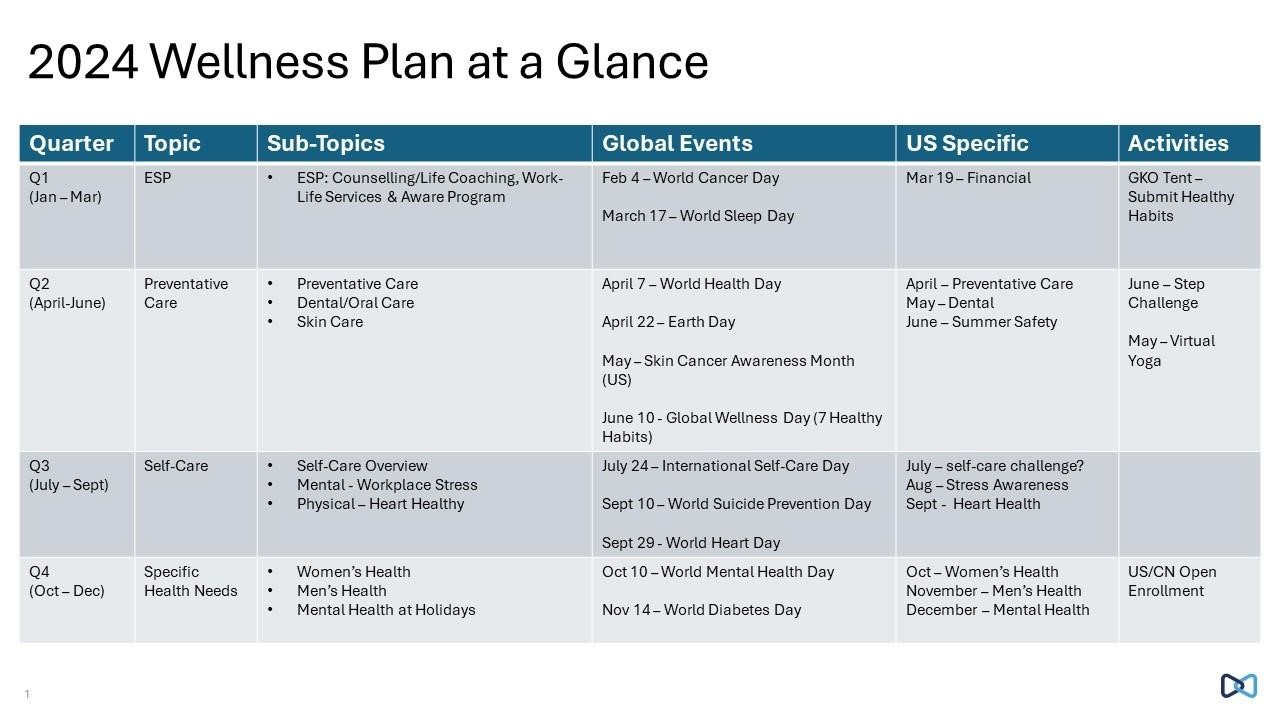 2024 Wellness Plan at a Glance
Quarter
Topic
Sub-Topics
Global Events
US Specific
Activities
Q1
(Jan – Mar)
ESP
• ESP: Counselling/Life Coaching, Work-
Life Services & Aware Program
Feb 4 – World Cancer Day
March 17 – World Sleep Day
Mar 19 – Financial
GKO Tent –
Submit Healthy
Habits
Q2
(April-June)
Preventative
Care
• Preventative Care
• Dental/Oral Care
• Skin Care
April 7 – World Health Day
April 22 – Earth Day
May – Skin Cancer Awareness Month
(US)
June 10 - Global Wellness Day (7 Healthy
Habits)
April – Preventative Care
May – Dental
June – Summer Safety
June – Step
Challenge
May – Virtual
Yoga
Q3
(July – Sept)
Self-Care
• Self-Care Overview
• Mental - Workplace Stress
• Physical – Heart Healthy
July 24 – International Self-Care Day
Sept 10 – World Suicide Prevention Day
Sept 29 - World Heart Day
July – self-care challenge?
Aug – Stress Awareness
Sept - Heart Health
Q4
(Oct – Dec)
Specific
Health Needs
• Women’s Health
• Men’s Health
• Mental Health at Holidays
Oct 10 – World Mental Health Day
Nov 14 – World Diabetes Day
Oct – Women’s Health
November – Men’s Health
December – Mental Health
US/CN Open
Enrollment
1